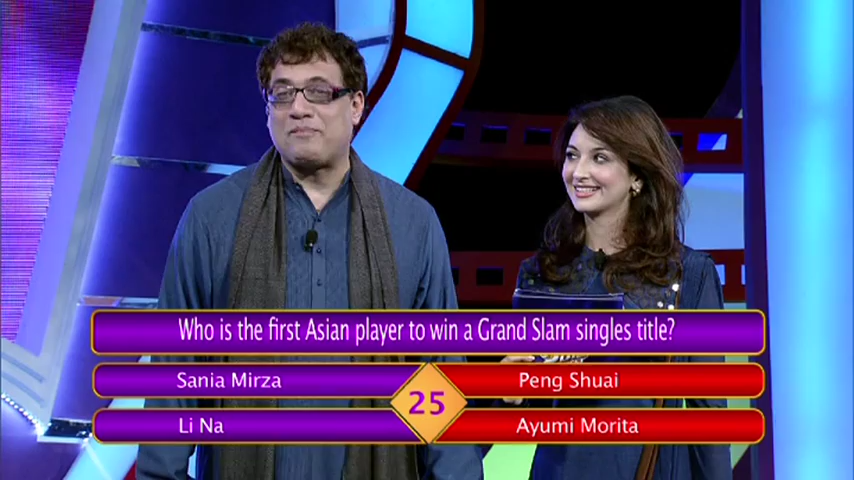 Who is the first Asian player to win a Grand Slam singles title?
Sania Mirza
Peng Shuai
25
Li Na
Ayumi Morita